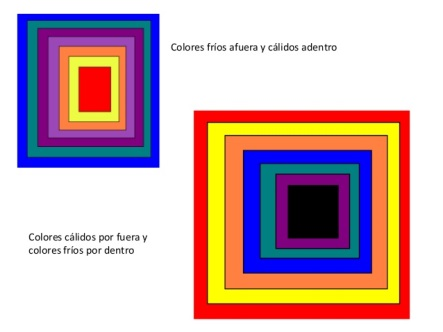 Colores fríos afuera y cálidos adentro
Colores cálidos por fuera y
colores fríos por dentro